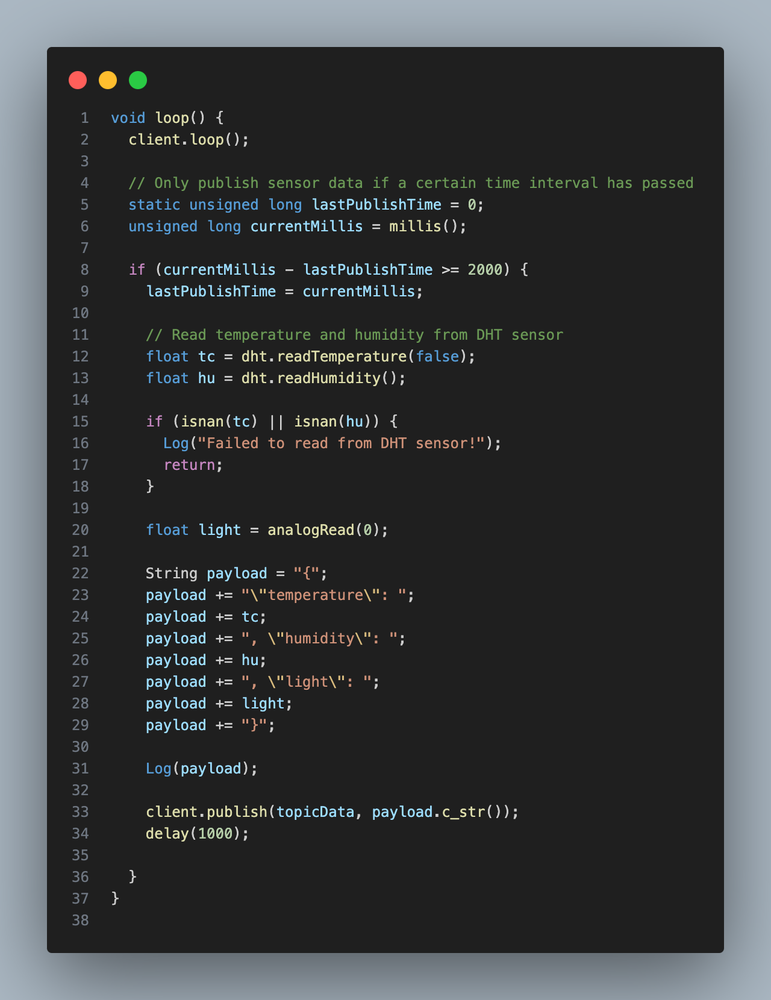 1 void loop() {
2   client.loop();
3
4   // Only publish sensor data if a certain time interval has passed
5   static unsigned long lastPublishTime = 0;
6   unsigned long currentMillis = millis();
7
8   if (currentMillis - lastPublishTime >= 2000) {
9     lastPublishTime = currentMillis;
10
11     // Read temperature and humidity from DHT sensor
12     float tc = dht.readTemperature(false);
13     float hu = dht.readHumidity();
14
15     if (isnan(tc) || isnan(hu)) {
16       Log("Failed to read from DHT sensor!");
17       return;
18     }
19
20     float light = analogRead(0);
21
22     String payload = "{";
23     payload += "\"temperature\": ";
24     payload += tc;
25     payload += ", \"humidity\": ";
26     payload += hu;
27     payload += ", \"light\": ";
28     payload += light;
29     payload += "}";
30
31     Log(payload);
32
33     client.publish(topicData, payload.c_str());
34     delay(1000);
35
36   }
37 }
38